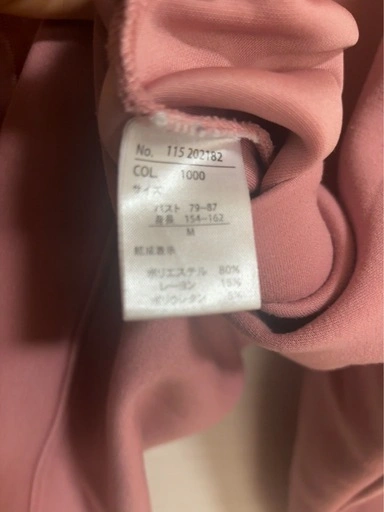 No. 115 202182
COL. 1000
サイズ
バスト 79-87
身長 154-162
M
組成表示
ポリエステル 80%
レーヨン 15%
ポリウレタン 5%